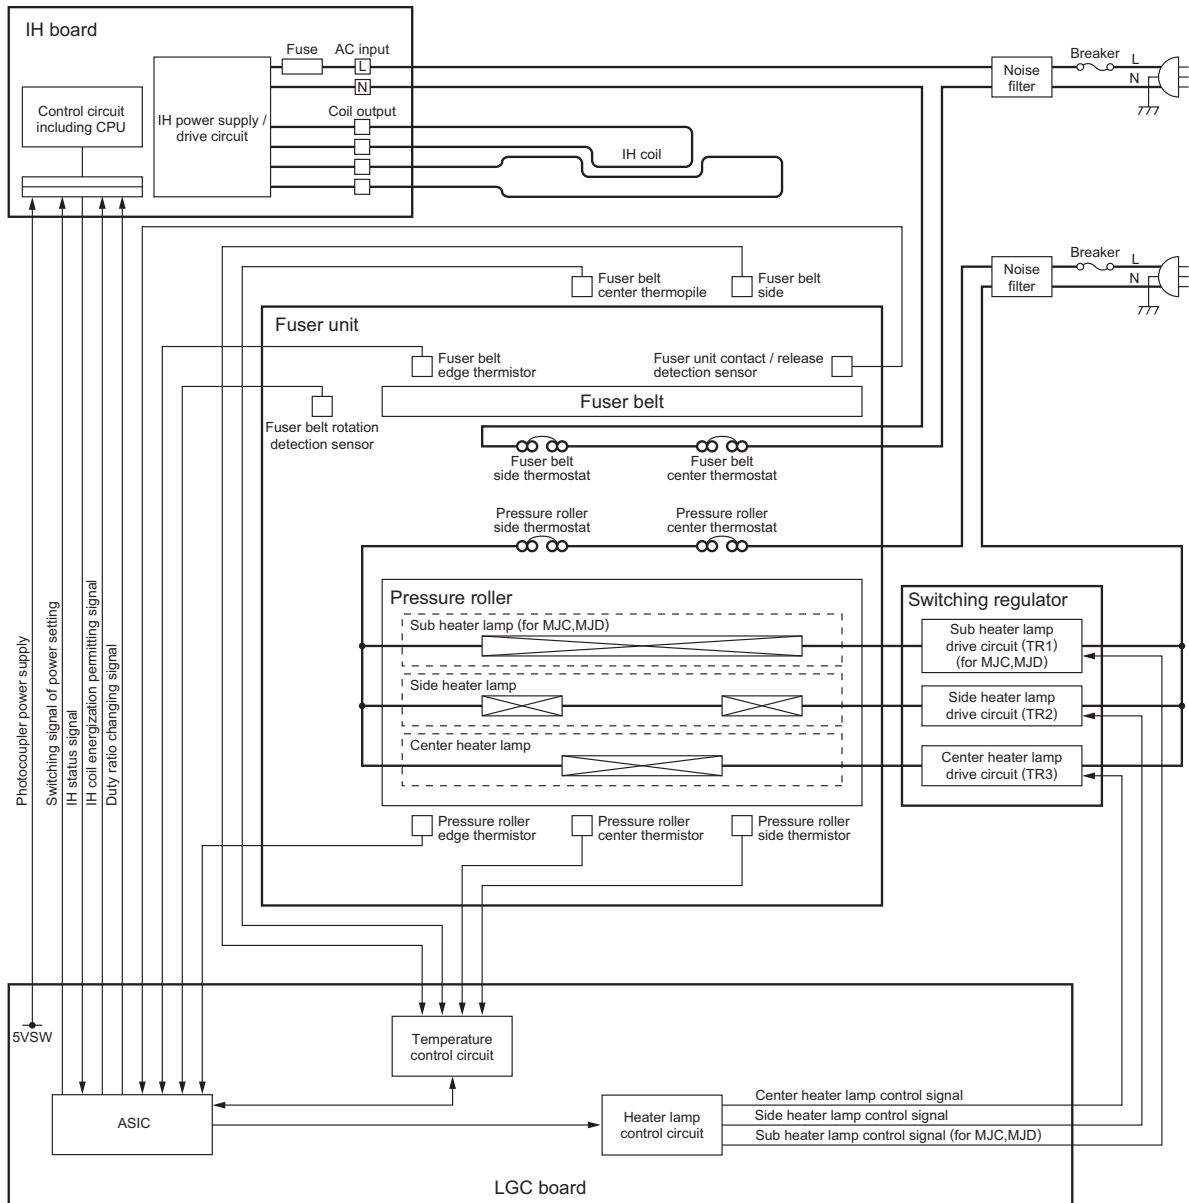 IH board
Fuse
AC input
L
N
Control circuit
including CPU
IH power supply /
drive circuit
Coil output
IH coil
Noise
filter
Breaker
L
N
Noise
filter
Breaker
L
N
Fuser belt
center thermopile
Fuser belt
side
Fuser unit
Fuser belt
edge thermistor
Fuser unit contact / release
detection sensor
Fuser belt
Fuser belt rotation
detection sensor
Fuser belt
side thermostat
Fuser belt
center thermostat
Pressure roller
side thermostat
Pressure roller
center thermostat
Pressure roller
Sub heater lamp (for MJC,MJD)
Side heater lamp
Center heater lamp
Switching regulator
Sub heater lamp
drive circuit (TR1)
(for MJC,MJD)
Side heater lamp
drive circuit (TR2)
Center heater lamp
drive circuit (TR3)
Pressure roller
edge thermistor
Pressure roller
center thermistor
Pressure roller
side thermistor
Photocoupler power supply
Switching signal of power setting
IH status signal
IH coil energization permitting signal
Duty ratio changing signal
5VSW
Temperature
control circuit
ASIC
Heater lamp
control circuit
Center heater lamp control signal
Side heater lamp control signal
Sub heater lamp control signal (for MJC,MJD)
LGC board